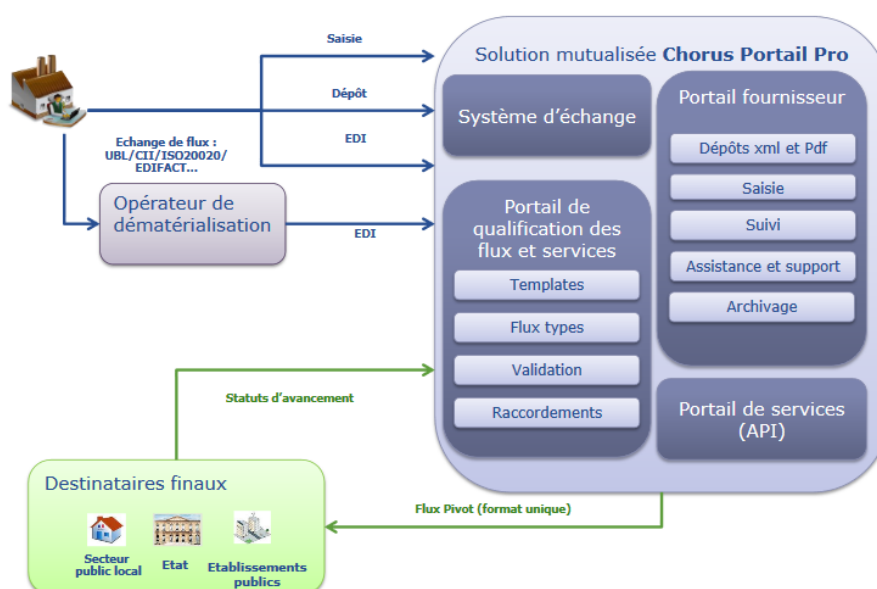 Saisie
Dépôt
Echange de flux :
UBL/CII/ISO20020/
EDIFACT...
EDI
Opérateur de
dématérialisation
EDI
Solution mutualisée Chorus Portail Pro
Système d'échange
Portail de
qualification des
flux et services
Templates
Flux types
Validation
Raccordements
Portail fournisseur
Dépôts xml et Pdf
Saisie
Suivi
Assistance et support
Archivage
Portail de services
(API)
Statuts d'avancement
Flux Pivot (format unique)
Destinataires finaux
Secteur
public local
Etat
Etablissements
publics